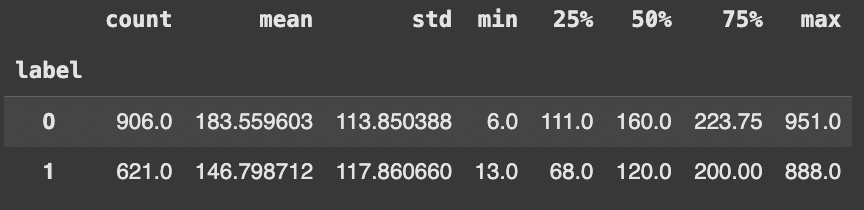 count mean std min 25% 50% 75% max
label
0 906.0 183.559603 113.850388 6.0 111.0 160.0 223.75 951.0
1 621.0 146.798712 117.860660 13.0 68.0 120.0 200.00 888.0